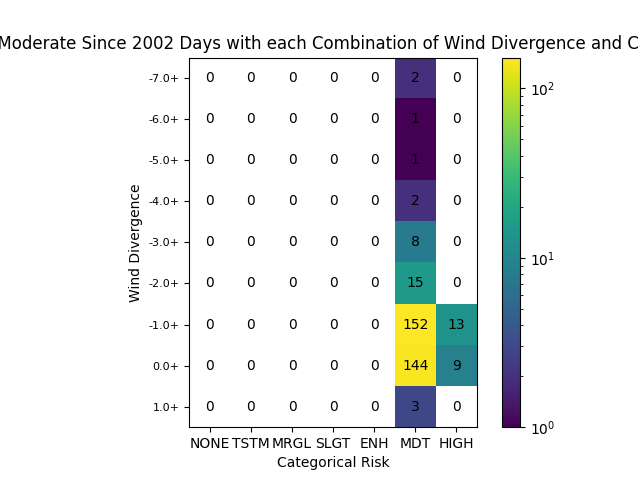 Moderate Since 2002 Days with each Combination of Wind Divergence and C
-7.0+ 0 0 0 0 0 2 0
-6.0+ 0 0 0 0 0 1 0
-5.0+ 0 0 0 0 0 1 0
-4.0+ 0 0 0 0 0 2 0
-3.0+ 0 0 0 0 0 8 0
-2.0+ 0 0 0 0 0 15 0
-1.0+ 0 0 0 0 0 152 13
0.0+ 0 0 0 0 0 144 9
1.0+ 0 0 0 0 0 3 0
NONE TSTM MRGL SLGT ENH MDT HIGH
Categorical Risk
Wind Divergence
10²
10¹
10⁰